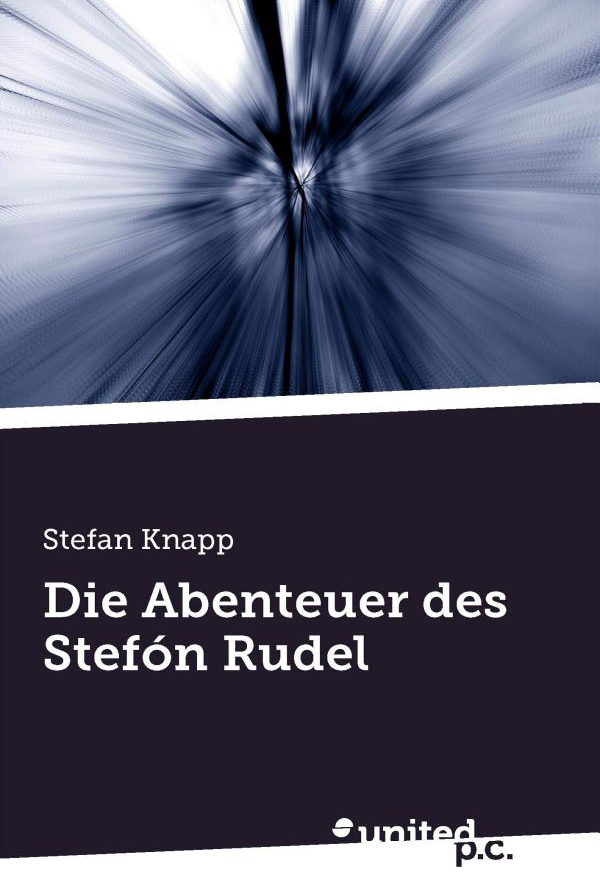 Stefan Knapp
Die Abenteuer des
Stefón Rudel
united
p.c.